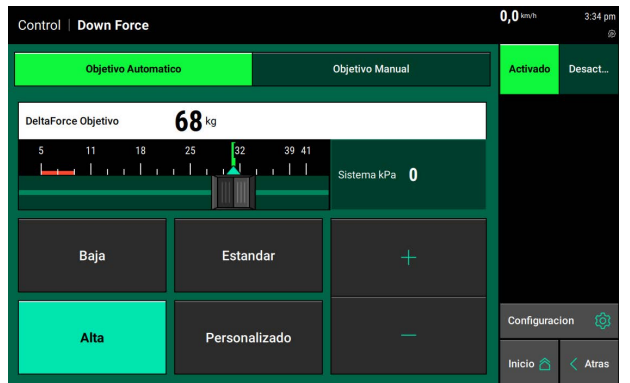 Control | Down Force
0,0 km/h
3:34 pm
Objetivo Automatico
Objetivo Manual
Activado
Desact...
DeltaForce Objetivo
68 kg
5 11 18 25 32 39 41
Sistema kPa 0
Baja
Estandar
+
Alta
Personalizado
−
Configuracion
Inicio
Atras